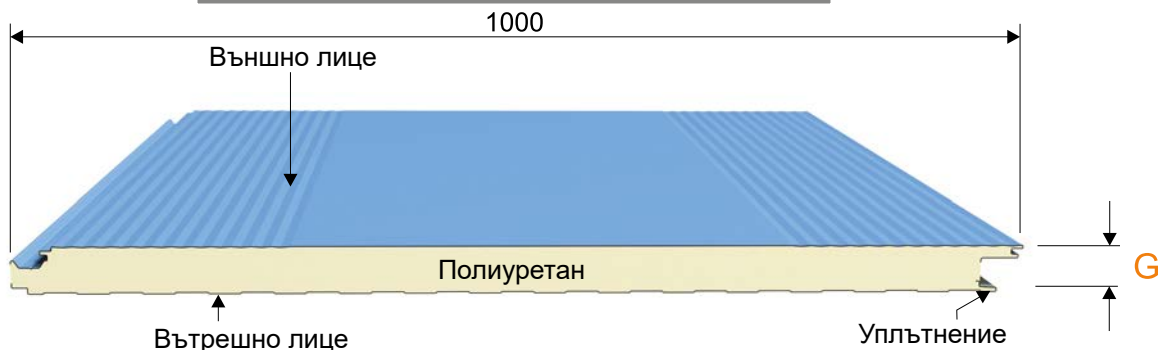 1000
Външно лице
Полиуретан
G
Вътрешно лице
Уплътнение